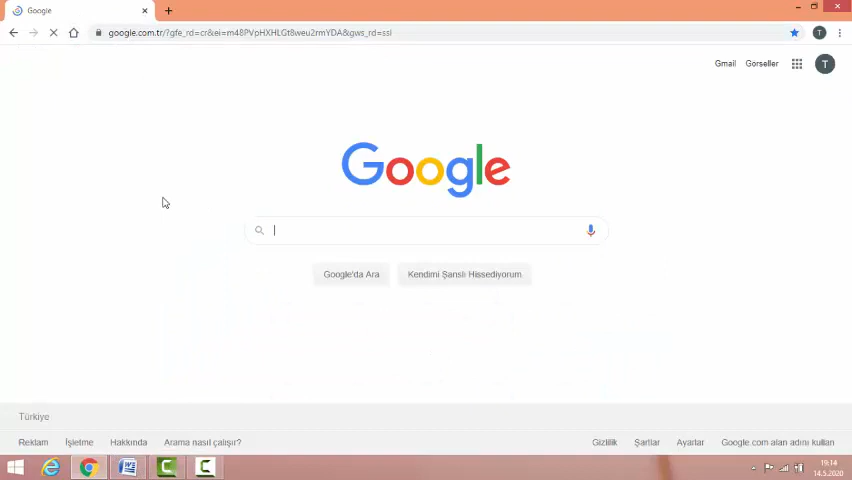 Google
google.com.tr/?gfe_rd=cr&ei=m48PVpHXHLGt8weu2rmYDA&gws_rd=ssl
T
Gmail Görseller
T
Google
Google'da Ara
Kendimi Şanslı Hissediyorum
Türkiye
Reklam İşletme Hakkında Arama nasıl çalışır? Gizlilik Şartlar Ayarlar Google.com alan adını kullan
19:14
14.5.2020